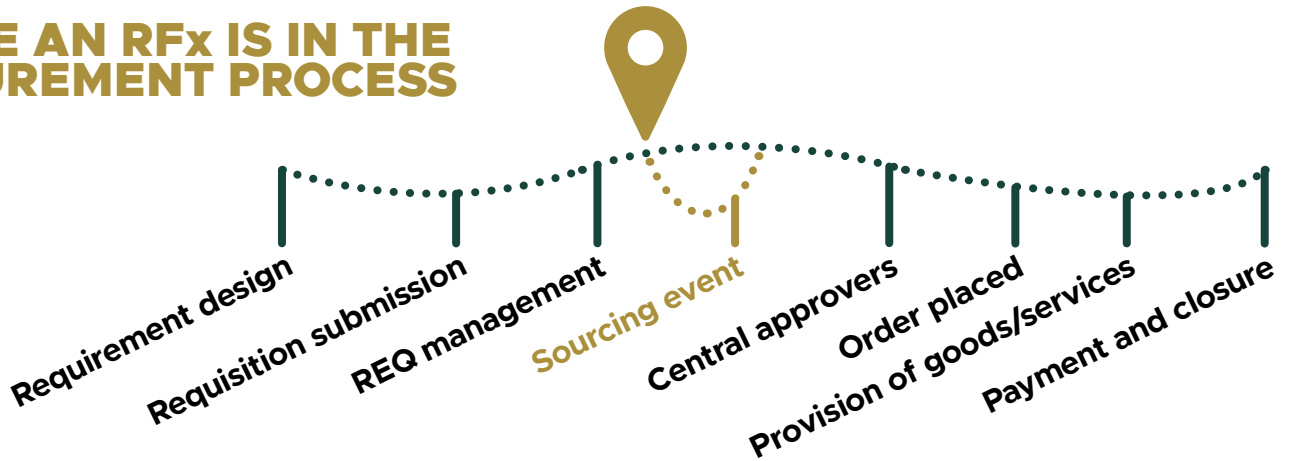 E AN RFx IS IN THE
UREMENT PROCESS
Requirement design
Requisition submission
REQ management
Sourcing event
Central approvers
Order placed
Provision of goods/services
Payment and closure